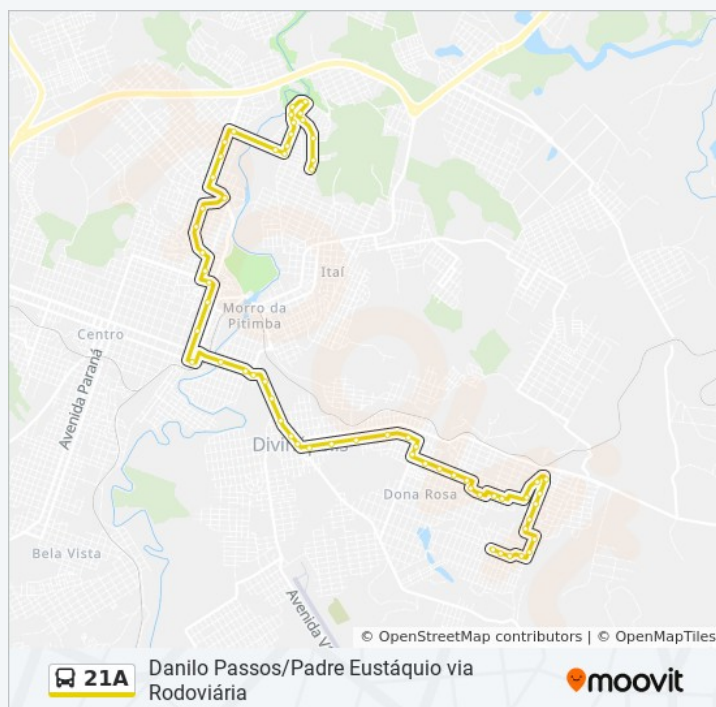 Itaí
Morro da
Pitimba
Centro
Avenida Paraná
Divinópolis
Dona Rosa
Bela Vista
Avenida Vi
© OpenStreetMap contributors | © OpenMapTiles
21A
Danilo Passos/Padre Eustáquio via
Rodoviária
moovit